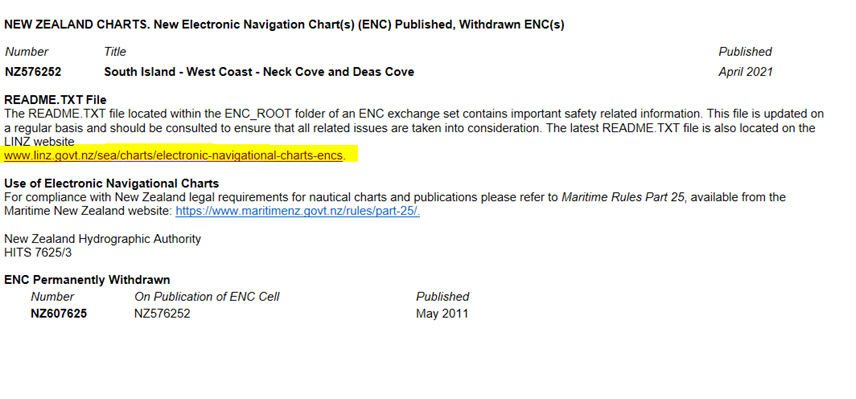 NEW ZEALAND CHARTS. New Electronic Navigation Chart(s) (ENC) Published, Withdrawn ENC(s)
Number Title Published
NZ576252 South Island - West Coast - Neck Cove and Deas Cove April 2021
README.TXT File
The README.TXT file located within the ENC_ROOT folder of an ENC exchange set contains important safety related information. This file is updated on
a regular basis and should be consulted to ensure that all related issues are taken into consideration. The latest README.TXT file is also located on the
LINZ website
www.linz.govt.nz/sea/charts/electronic-navigational-charts-encs.
Use of Electronic Navigational Charts
For compliance with New Zealand legal requirements for nautical charts and publications please refer to Maritime Rules Part 25, available from the
Maritime New Zealand website: https://www.maritimenz.govt.nz/rules/part-25/.
New Zealand Hydrographic Authority
HITS 7625/3
ENC Permanently Withdrawn
Number On Publication of ENC Cell Published
NZ607625 NZ576252 May 2011